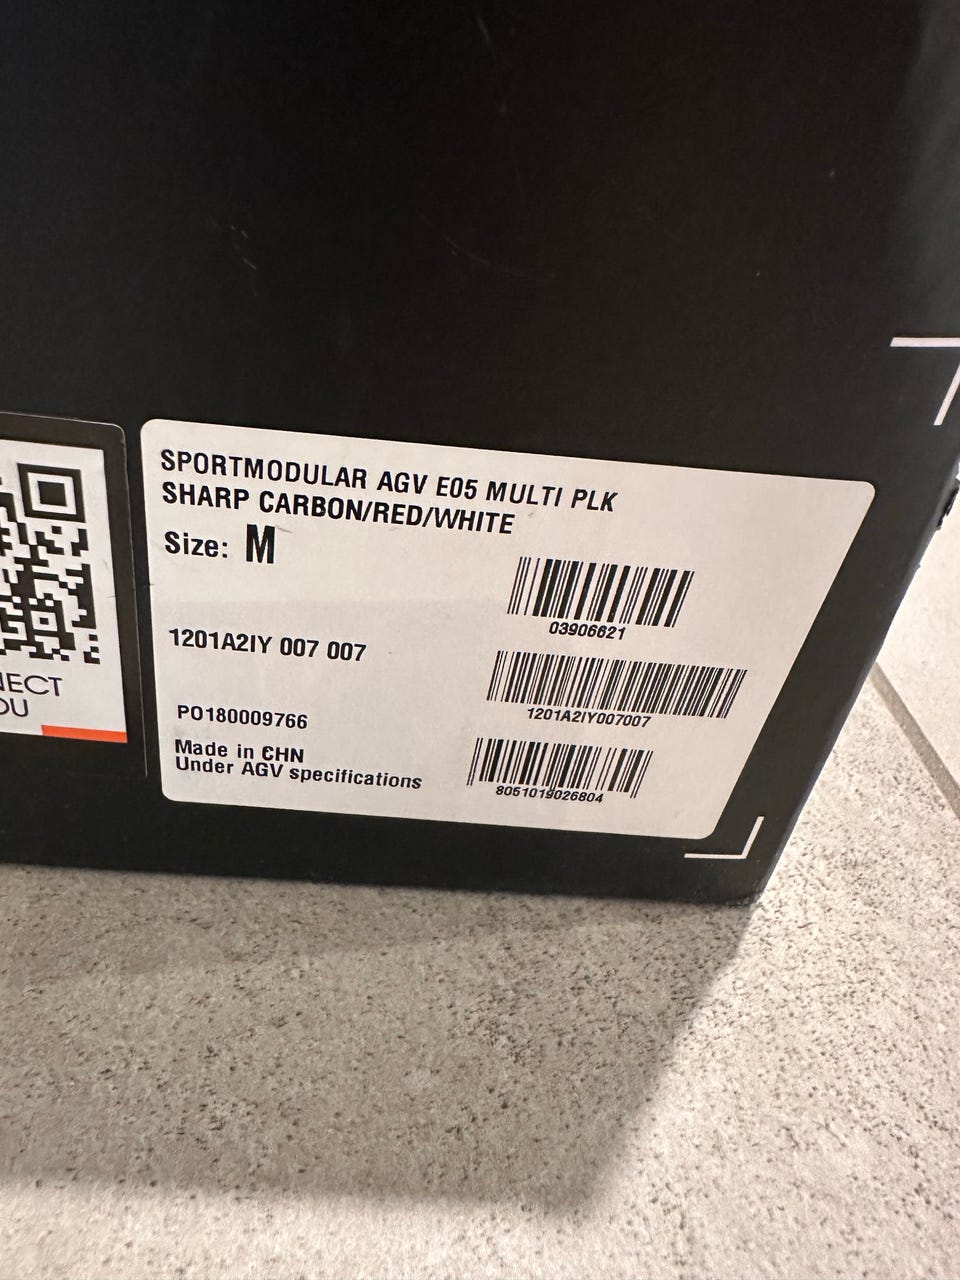 SPORTMODULAR AGV E05 MULTI PLK
SHARP CARBON/RED/WHITE
Size: M
03906621
1201A2IY 007 007
1201A2IY007007
PO180009766
Made in CHN
Under AGV specifications
8051019026804
NECT
OU